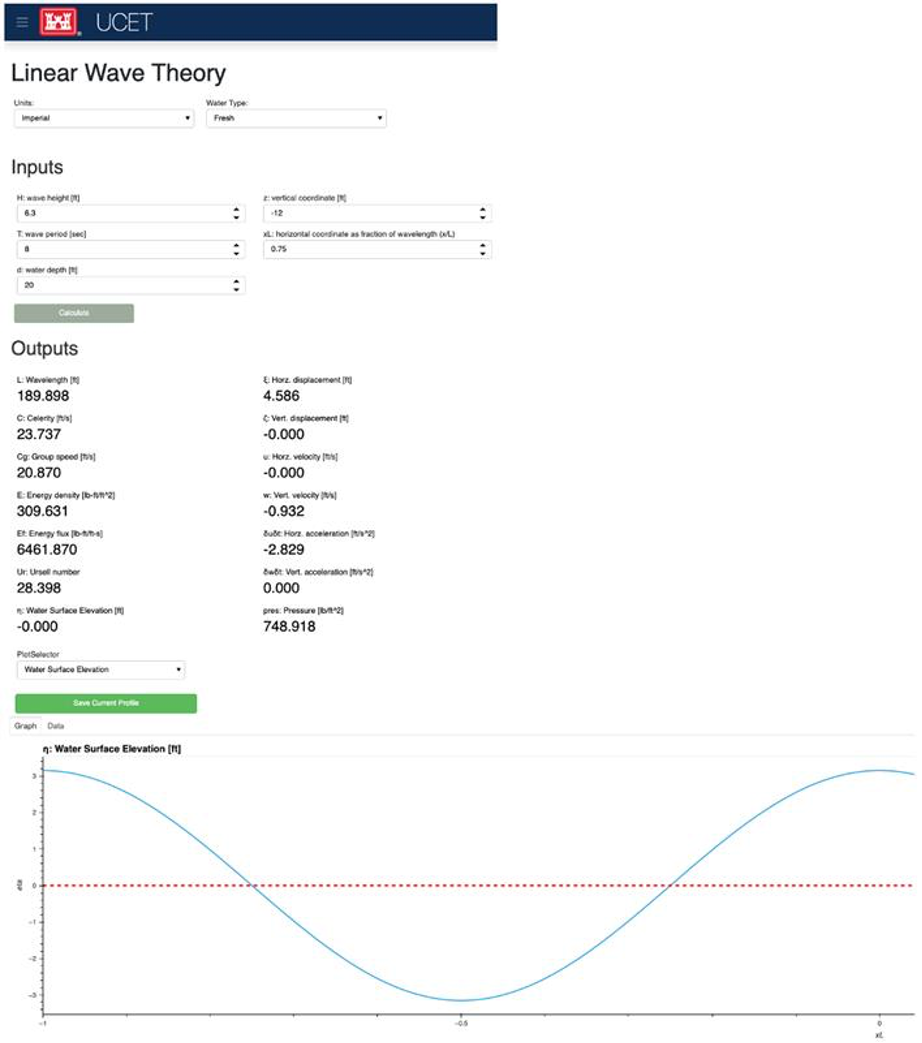 UCET
Linear Wave Theory
Units: Water Type:
Imperial Fresh
Inputs
H: wave height [ft] z: vertical coordinate [ft]
6.3 -12
T: wave period [sec] xL: horizontal coordinate as fraction of wavelength (x/L)
8 0.75
d: water depth [ft]
20
Calculate
Outputs
L: Wavelength [ft] ξ: Horz. displacement [ft]
189.898 4.586
C: Celerity [ft/s] ζ: Vert. displacement [ft]
23.737 -0.000
Cg: Group speed [ft/s] u: Horz. velocity [ft/s]
20.870 -0.000
E: Energy density [lb-ft/ft^2] w: Vert. velocity [ft/s]
309.631 -0.932
Ef: Energy flux [lb-ft/ft-s] δuδt: Horz. acceleration [ft/s^2]
6461.870 -2.829
Ur: Ursell number δwδt: Vert. acceleration [ft/s^2]
28.398 0.000
η: Water Surface Elevation [ft] pres: Pressure [lb/ft^2]
-0.000 748.918
PlotSelector
Water Surface Elevation
Save Current Profile
Graph Data
η: Water Surface Elevation [ft]
3
2
1
eta 0
-1
-2
-3
-1 -0.5 0
xL